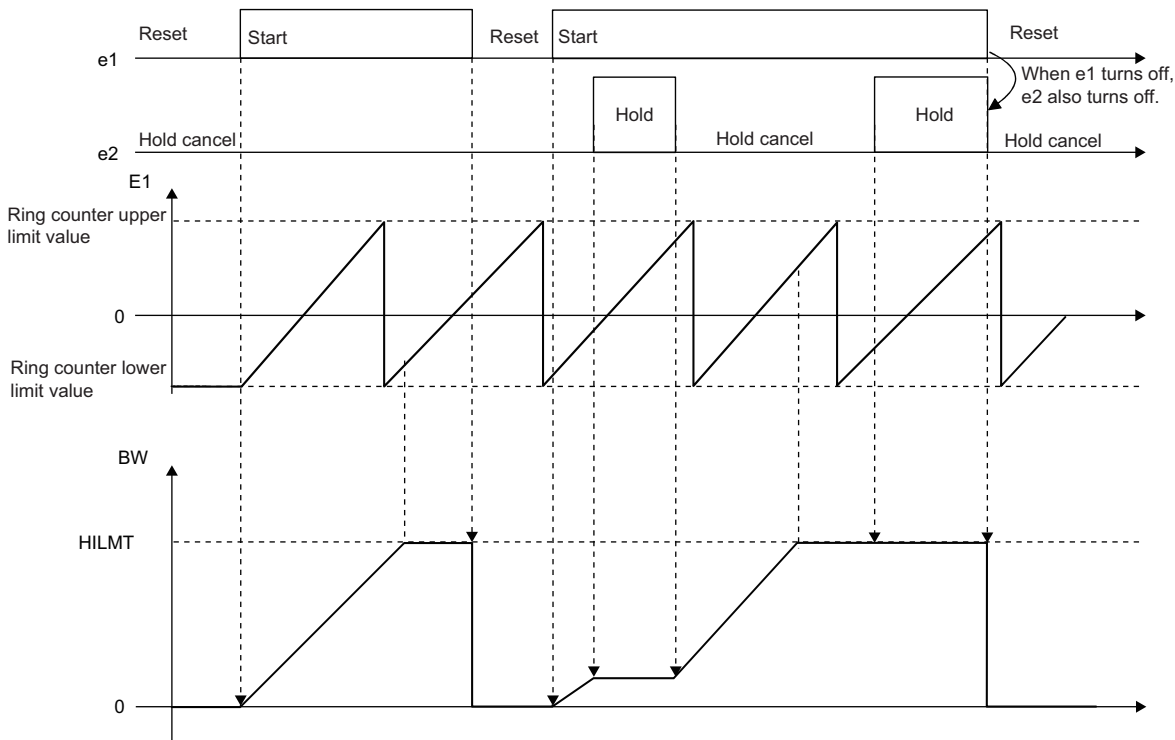 Reset
Start
Reset
Start
Reset
e1
When e1 turns off,
e2 also turns off.
Hold
Hold
Hold cancel
Hold cancel
Hold cancel
e2
E1
Ring counter upper
limit value
0
Ring counter lower
limit value
BW
HILMT
0